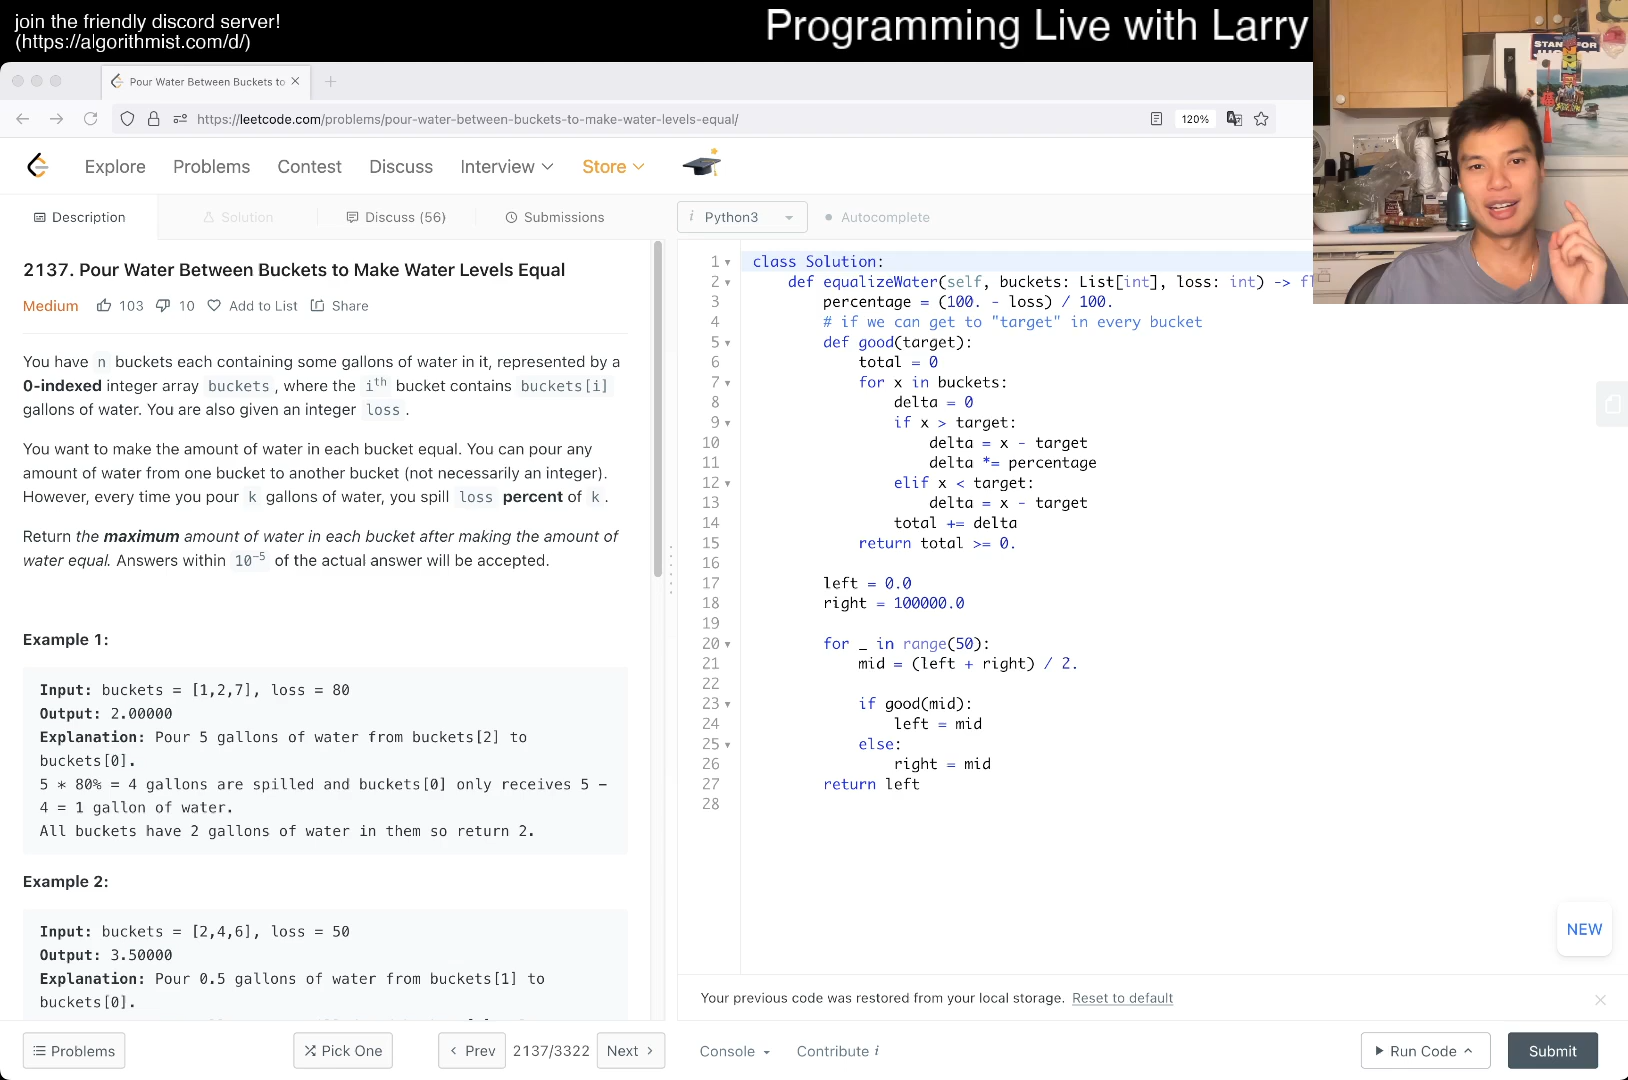 join the friendly discord server!
(https://algorithmist.com/d/)
Programming Live with Larry
Pour Water Between Buckets to
https://leetcode.com/problems/pour-water-between-buckets-to-make-water-levels-equal/
120%
Explore Problems Contest Discuss Interview Store
Description Solution Discuss (56) Submissions
2137. Pour Water Between Buckets to Make Water Levels Equal
Medium 103 10 Add to List Share
You have n buckets each containing some gallons of water in it, represented by a
0-indexed integer array buckets, where the ith bucket contains buckets[i]
gallons of water. You are also given an integer loss.
You want to make the amount of water in each bucket equal. You can pour any
amount of water from one bucket to another bucket (not necessarily an integer).
However, every time you pour k gallons of water, you spill loss percent of k.
Return the maximum amount of water in each bucket after making the amount of
water equal. Answers within 10⁻⁵ of the actual answer will be accepted.
Example 1:
Input: buckets = [1,2,7], loss = 80
Output: 2.00000
Explanation: Pour 5 gallons of water from buckets[2] to
buckets[0].
5 * 80% = 4 gallons are spilled and buckets[0] only receives 5 -
4 = 1 gallon of water.
All buckets have 2 gallons of water in them so return 2.
Example 2:
Input: buckets = [2,4,6], loss = 50
Output: 3.50000
Explanation: Pour 0.5 gallons of water from buckets[1] to
buckets[0].
i Python3 Autocomplete
1 class Solution:
2 def equalizeWater(self, buckets: List[int], loss: int) -> fl
3 percentage = (100. - loss) / 100.
4 # if we can get to "target" in every bucket
5 def good(target):
6 total = 0
7 for x in buckets:
8 delta = 0
9 if x > target:
10 delta = x - target
11 delta *= percentage
12 elif x < target:
13 delta = x - target
14 total += delta
15 return total >= 0.
16
17 left = 0.0
18 right = 100000.0
19
20 for _ in range(50):
21 mid = (left + right) / 2.
22
23 if good(mid):
24 left = mid
25 else:
26 right = mid
27 return left
28
NEW
Your previous code was restored from your local storage. Reset to default
Problems Pick One Prev 2137/3322 Next Console Contribute i Run Code Submit